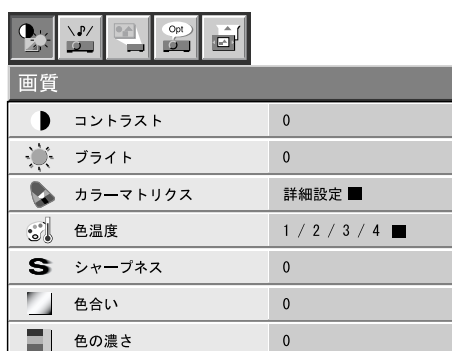 Opt
画質
コントラスト 0
ブライト 0
カラーマトリクス 詳細設定 ■
色温度 1 / 2 / 3 / 4 ■
S シャープネス 0
色合い 0
色の濃さ 0